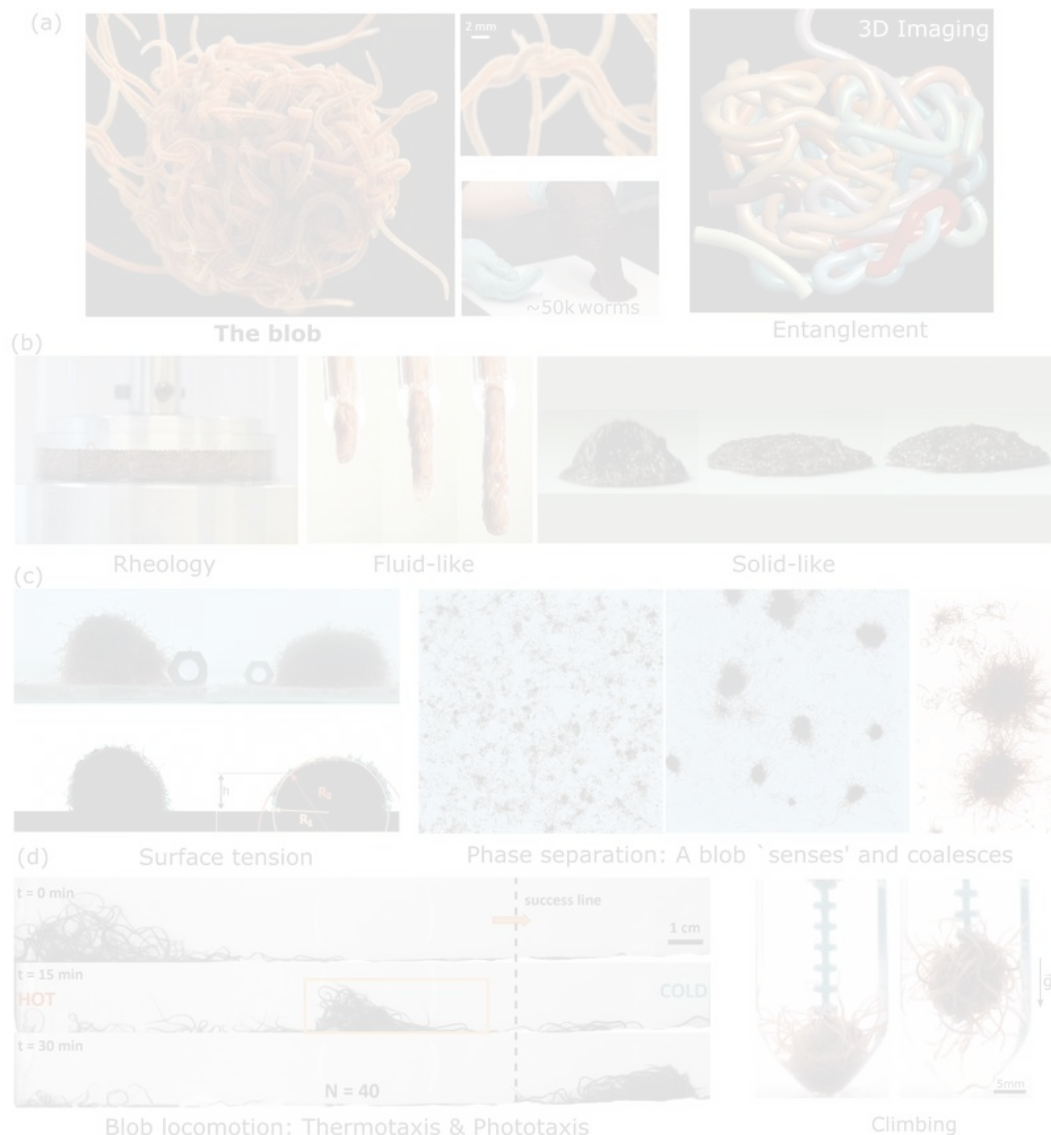 (a)
2 mm
3D Imaging
~50k worms
The blob
Entanglement
(b)
Rheology
Fluid-like
Solid-like
(c)
h
R₂
R₁
Surface tension
Phase separation: A blob `senses' and coalesces
(d)
t = 0 min
success line
1 cm
t = 15 min
HOT
COLD
g
t = 30 min
N = 40
5mm
Blob locomotion: Thermotaxis & Phototaxis
Climbing